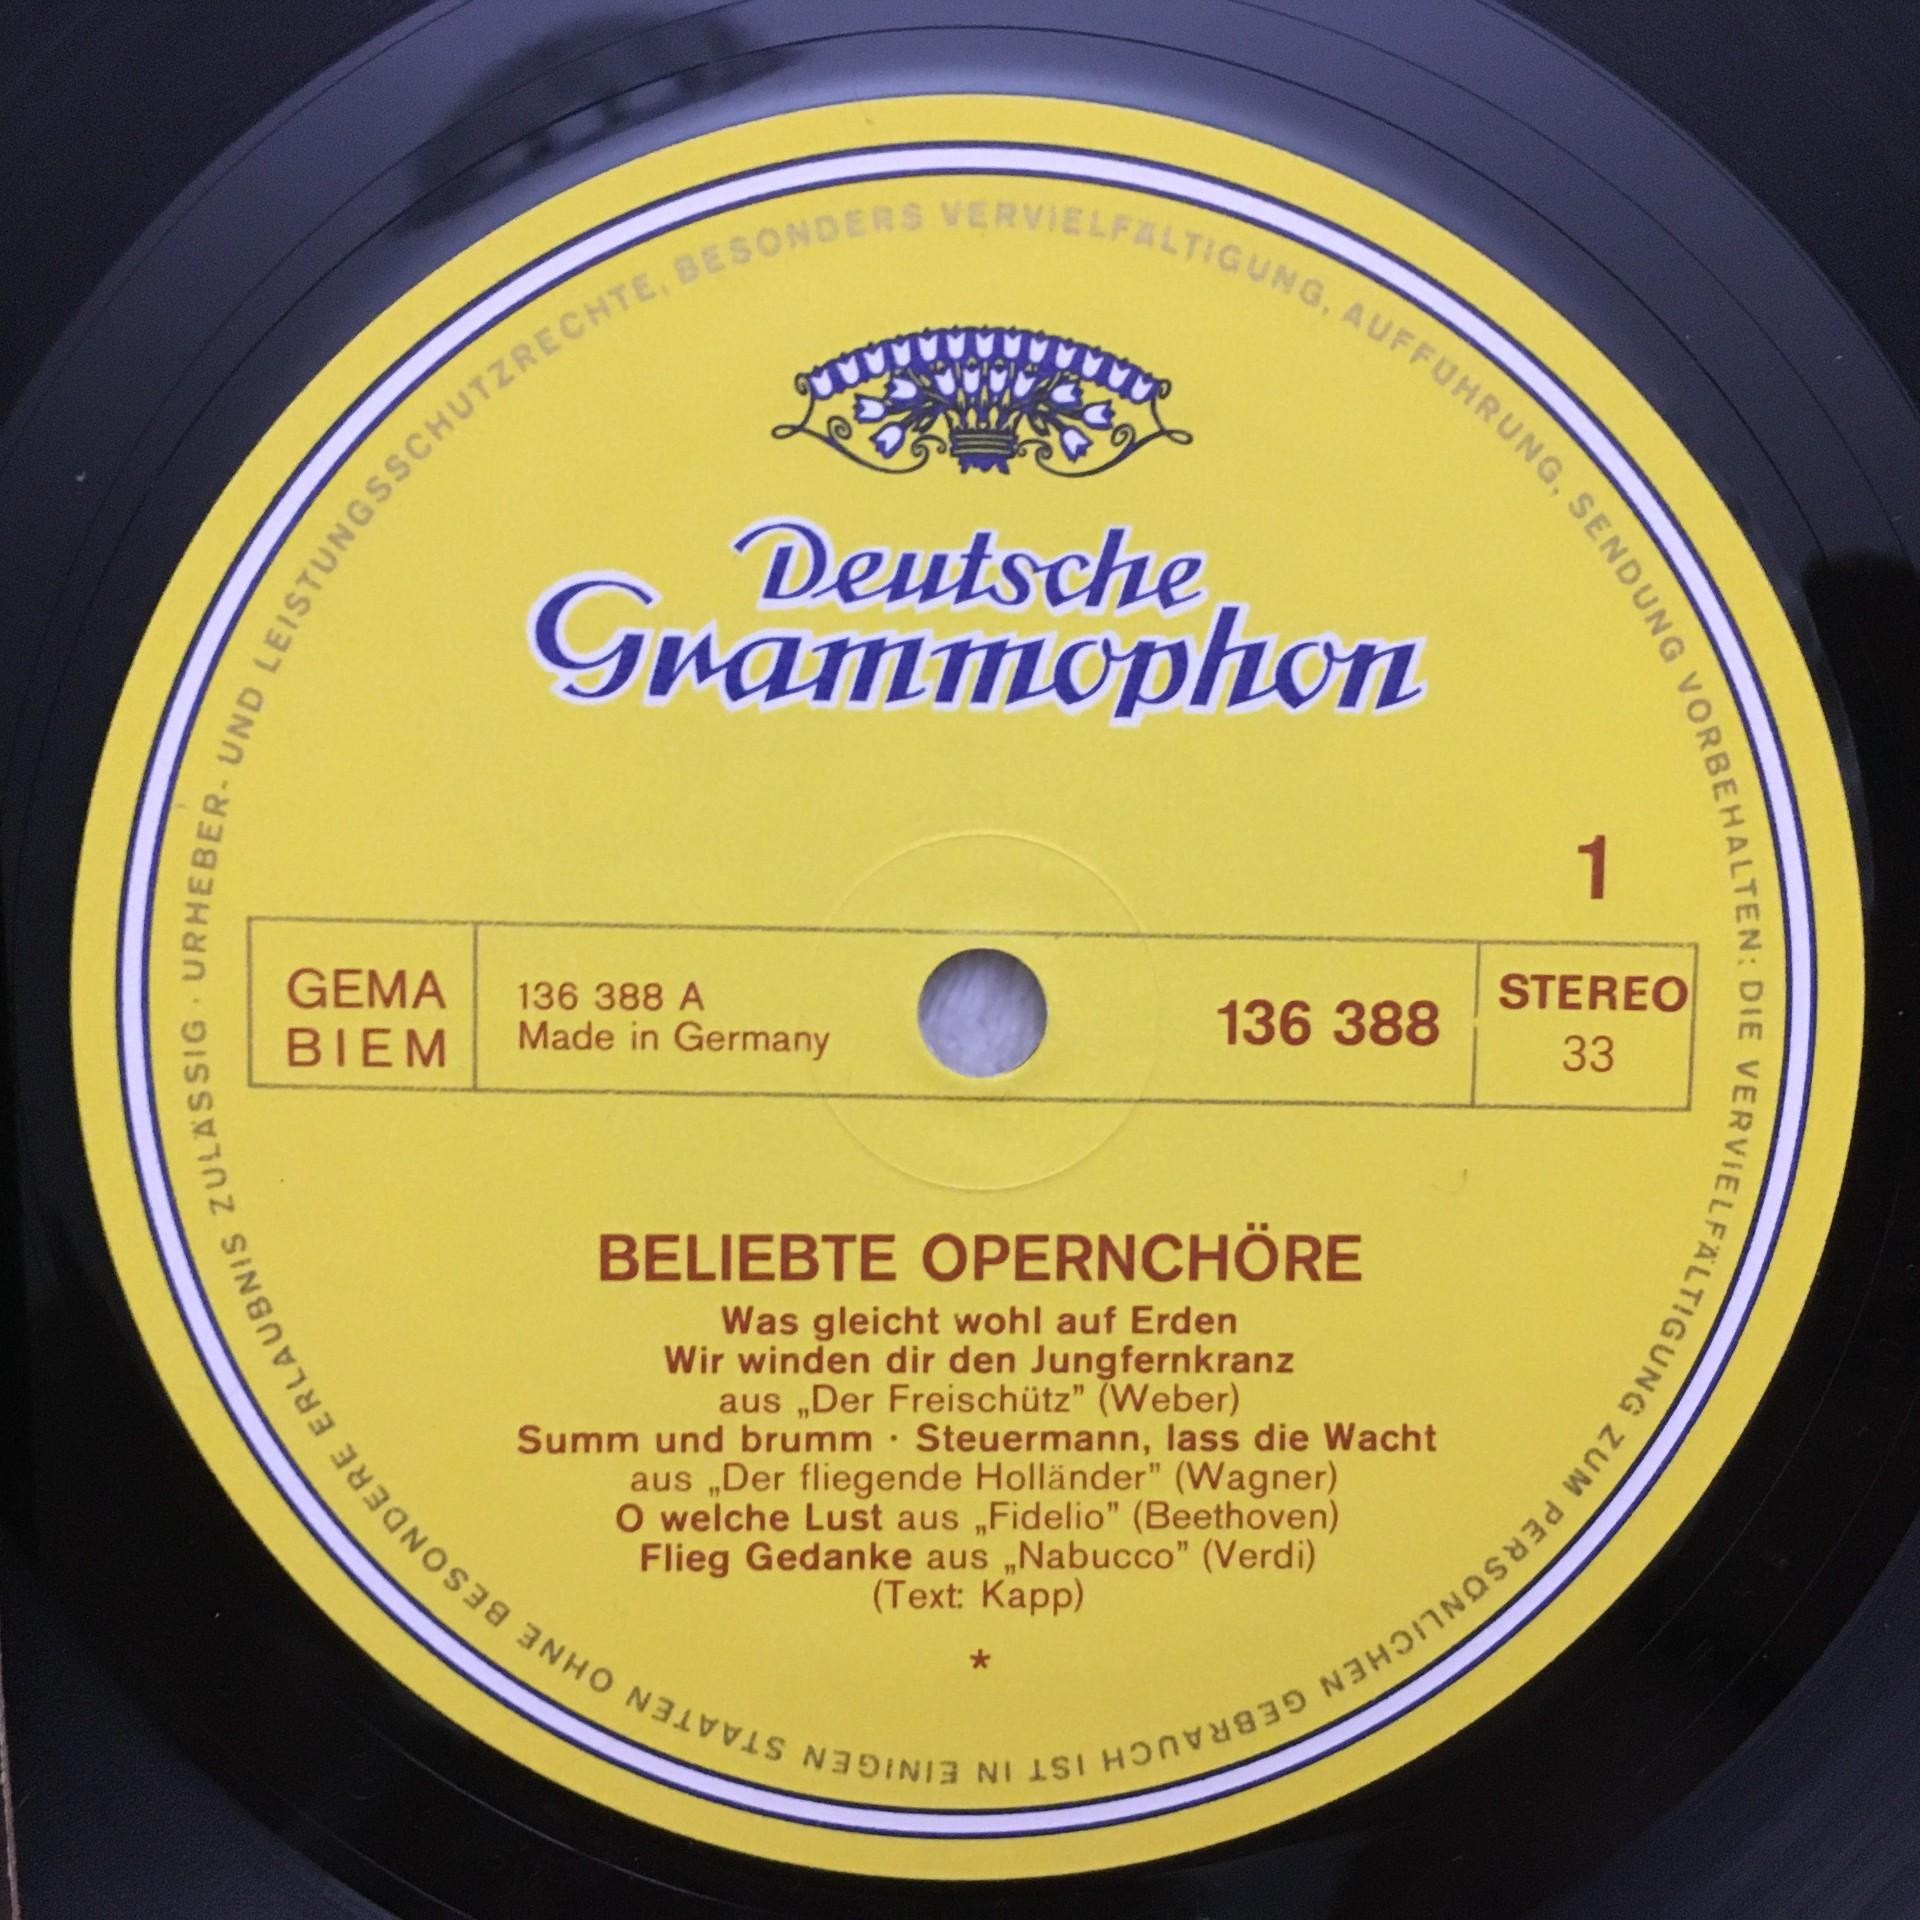 URHEBER- UND LEISTUNGSSCHUTZRECHTE, BESONDERS VERVIELFÄLTIGUNG, AUFFÜHRUNG, SENDUNG VORBEHALTEN: DIE VERVIELFÄLTIGUNG ZUM PERSÖNLICHEN GEBRAUCH IST IN EINIGEN STAATEN OHNE BESONDERE ERLAUBNIS ZULÄSSIG ·
Deutsche
Grammophon
1
GEMA
BIEM
136 388 A
Made in Germany
136 388
STEREO
33
BELIEBTE OPERNCHÖRE
Was gleicht wohl auf Erden
Wir winden dir den Jungfernkranz
aus „Der Freischütz” (Weber)
Summ und brumm · Steuermann, lass die Wacht
aus „Der fliegende Holländer” (Wagner)
O welche Lust aus „Fidelio” (Beethoven)
Flieg Gedanke aus „Nabucco” (Verdi)
(Text: Kapp)
*